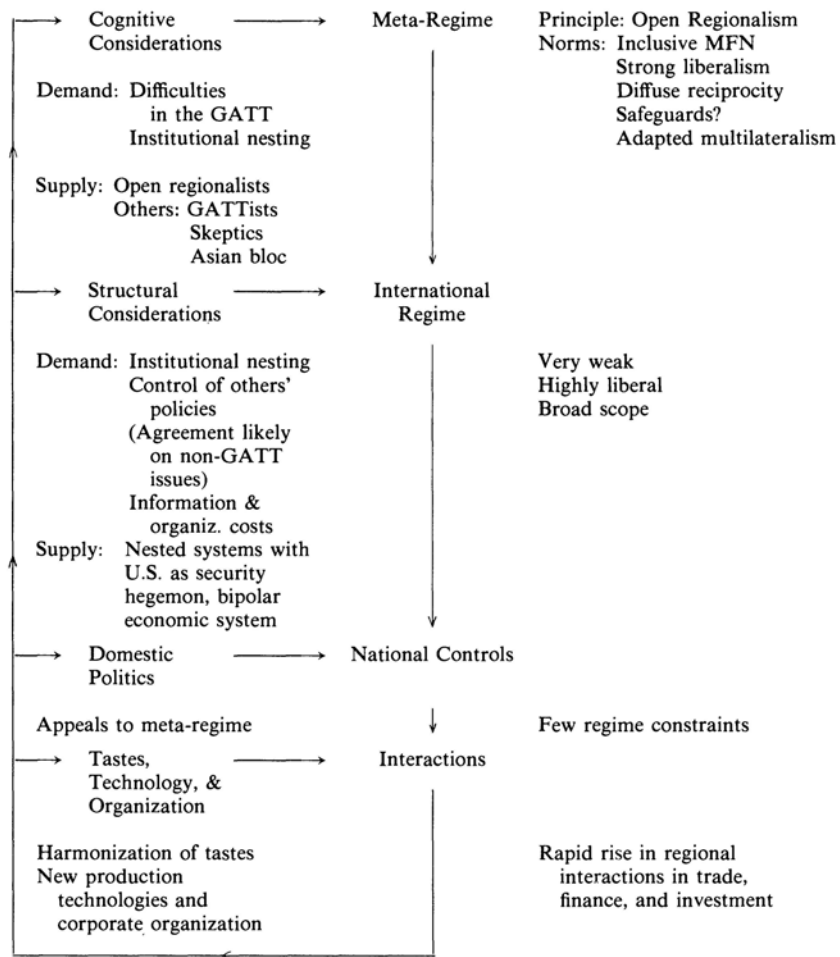 Cognitive
Considerations
Meta-Regime
Principle: Open Regionalism
Norms: Inclusive MFN
Strong liberalism
Diffuse reciprocity
Safeguards?
Adapted multilateralism
Demand: Difficulties
in the GATT
Institutional nesting
Supply: Open regionalists
Others: GATTists
Skeptics
Asian bloc
Structural
Considerations
International
Regime
Demand: Institutional nesting
Control of others'
policies
(Agreement likely
on non-GATT
issues)
Information &
organiz. costs
Supply: Nested systems with
U.S. as security
hegemon, bipolar
economic system
Very weak
Highly liberal
Broad scope
Domestic
Politics
National Controls
Appeals to meta-regime
Few regime constraints
Tastes,
Technology, &
Organization
Interactions
Harmonization of tastes
New production
technologies and
corporate organization
Rapid rise in regional
interactions in trade,
finance, and investment